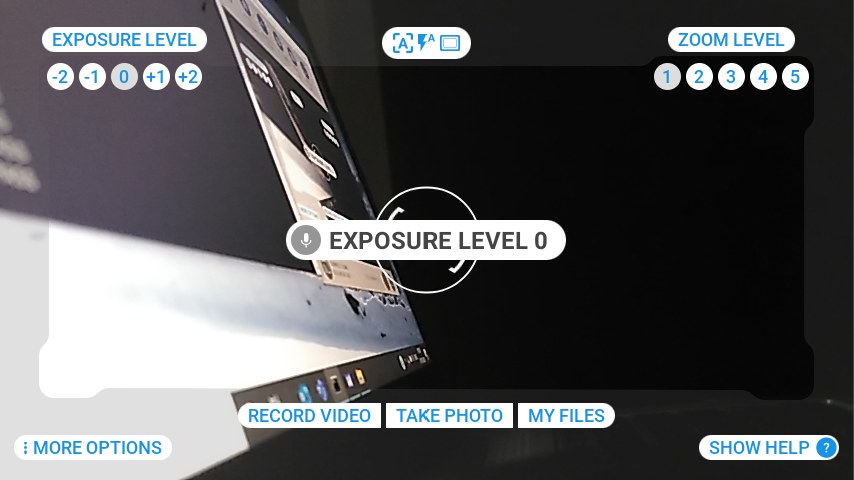 EXPOSURE LEVEL
-2 -1 0 +1 +2
A A
ZOOM LEVEL
1 2 3 4 5
EXPOSURE LEVEL 0
RECORD VIDEO TAKE PHOTO MY FILES
MORE OPTIONS
SHOW HELP ?